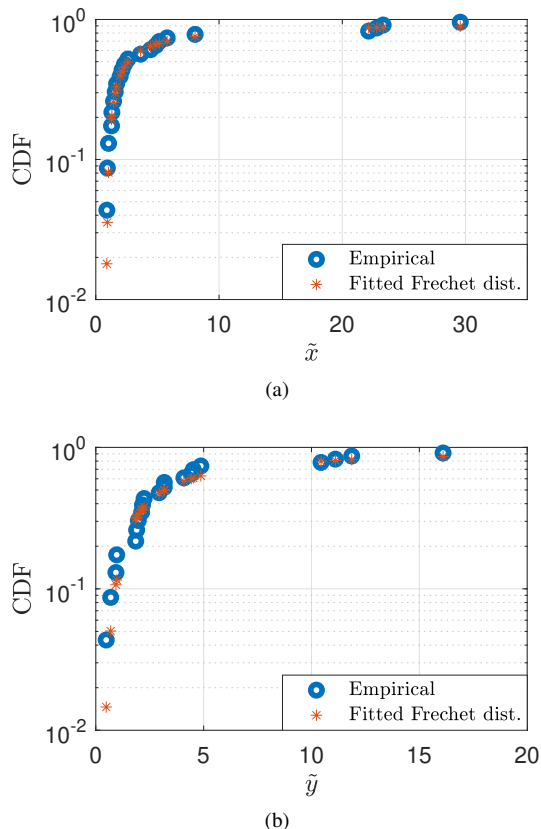 10^0
10^-1
10^-2
CDF
0
10
20
30
x̃
Empirical
Fitted Frechet dist.
(a)
10^0
10^-1
10^-2
CDF
0
5
10
15
20
ỹ
Empirical
Fitted Frechet dist.
(b)